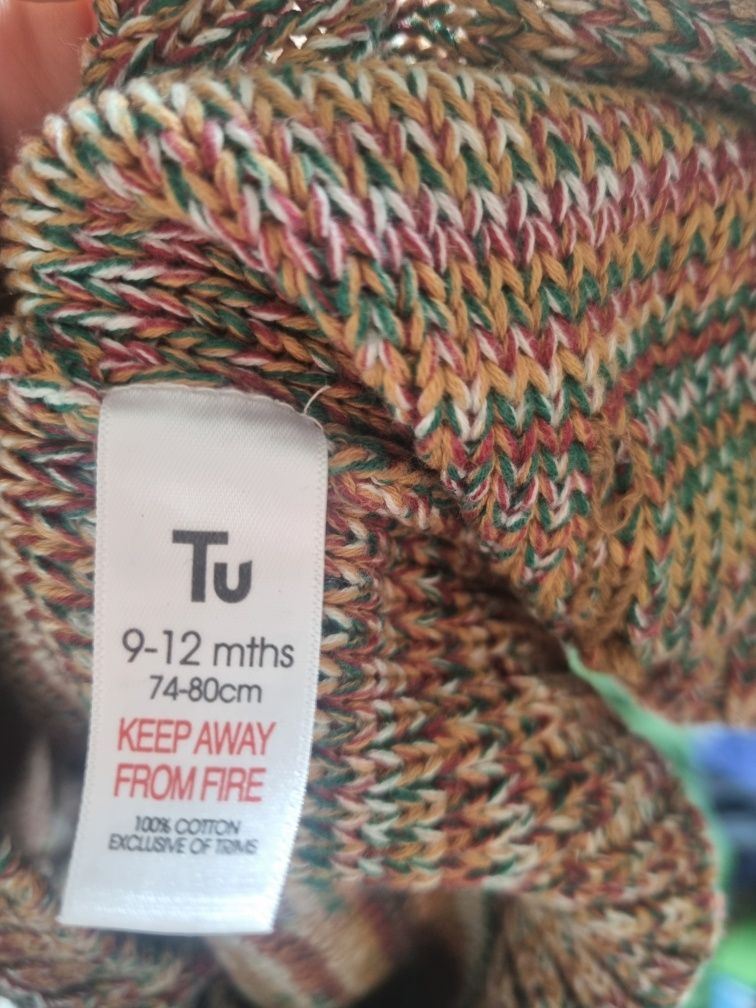 Tu
9-12 mths
74-80cm
KEEP AWAY
FROM FIRE
100% COTTON
EXCLUSIVE OF TRIMS